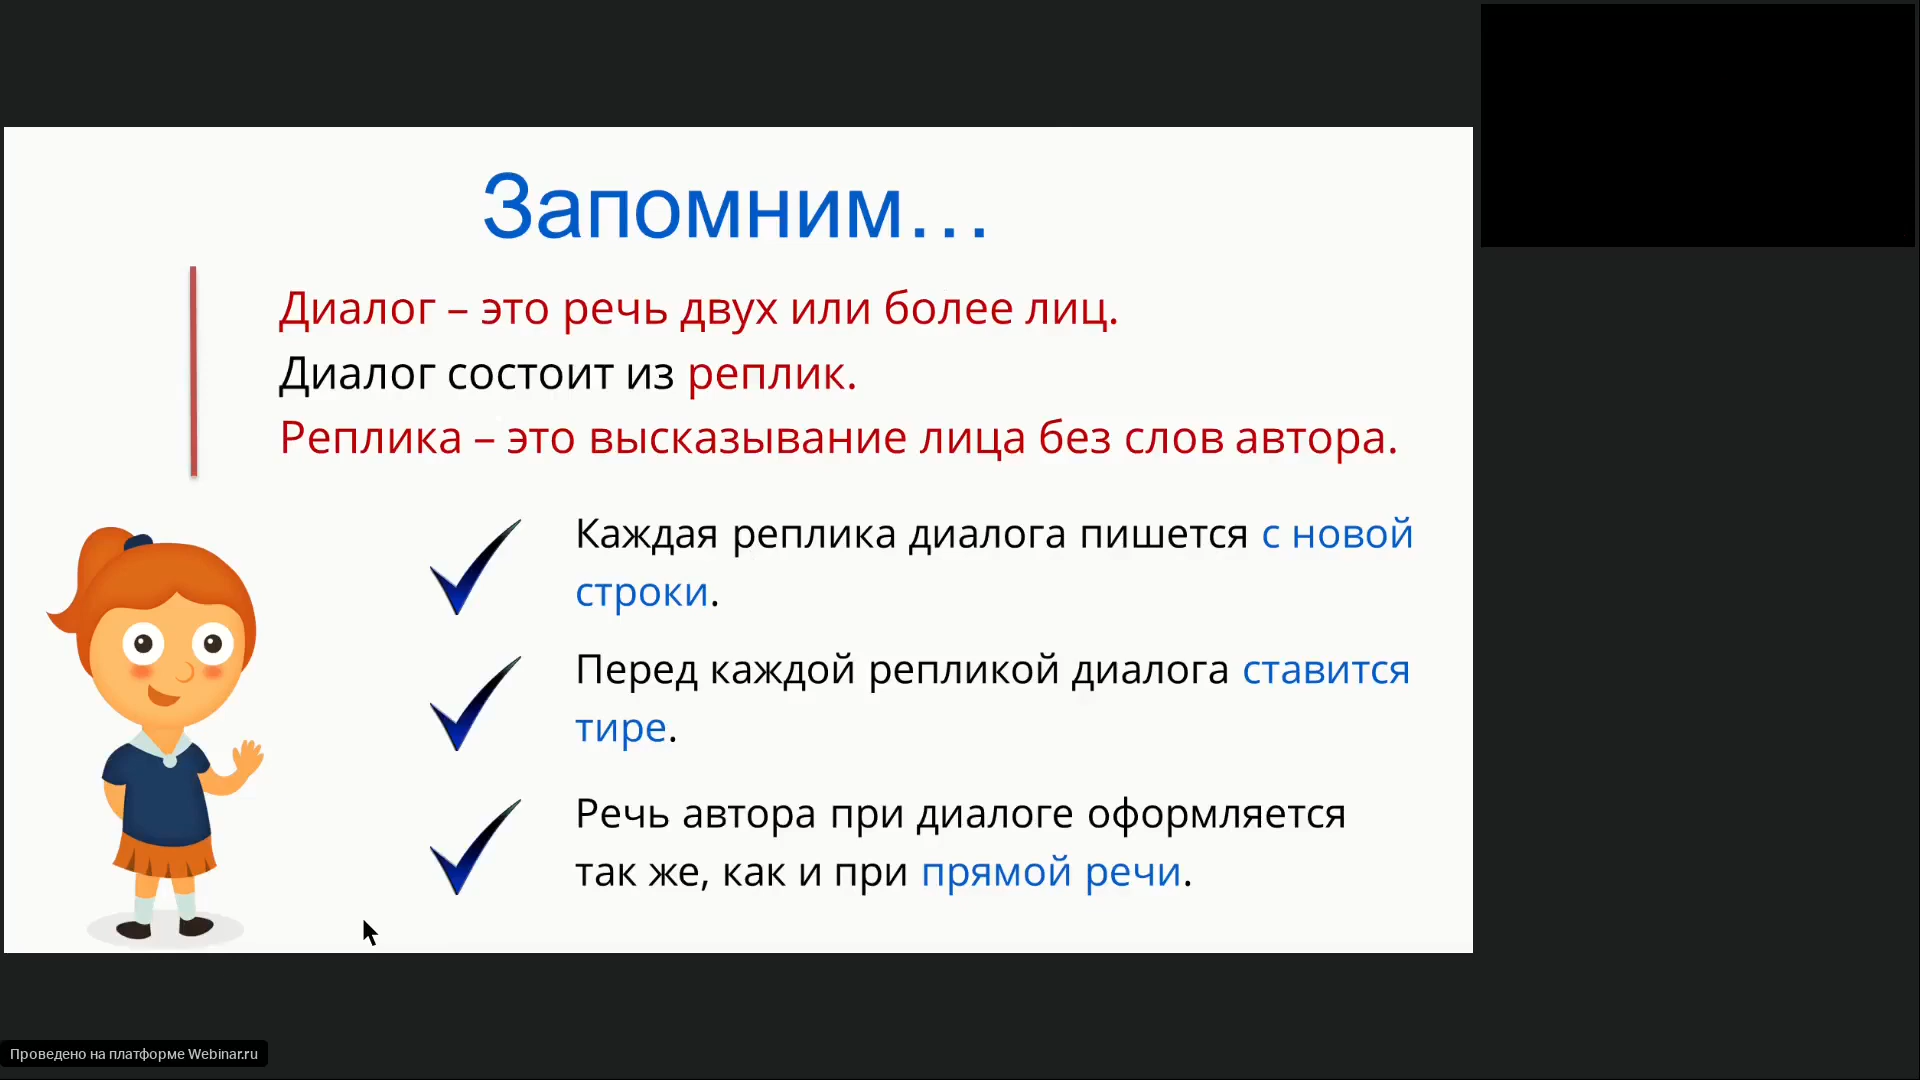 Запомним...
Диалог – это речь двух или более лиц.
Диалог состоит из реплик.
Реплика – это высказывание лица без слов автора.
Каждая реплика диалога пишется с новой
строки.
Перед каждой репликой диалога ставится
тире.
Речь автора при диалоге оформляется
так же, как и при прямой речи.
Проведено на платформе Webinar.ru